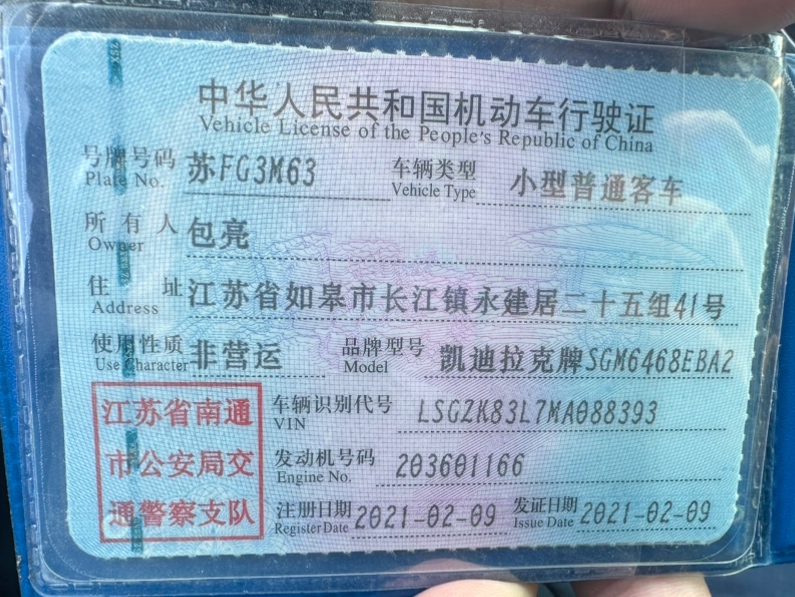 中华人民共和国机动车行驶证
Vehicle License of the People's Republic of China
号牌号码 苏FG3M63 车辆类型 小型普通客车
Plate No. Vehicle Type
所有人 包亮
Owner
住址 江苏省如皋市长江镇永建居二十五组41号
Address
使用性质 非营运 品牌型号 凯迪拉克牌SGM6468EBA2
Use Character Model
江苏省南通
市公安局交
通警察支队
车辆识别代号 LSGZK83L7MA088393
VIN
发动机号码 203601166
Engine No.
注册日期 2021-02-09 发证日期 2021-02-09
Register Date Issue Date